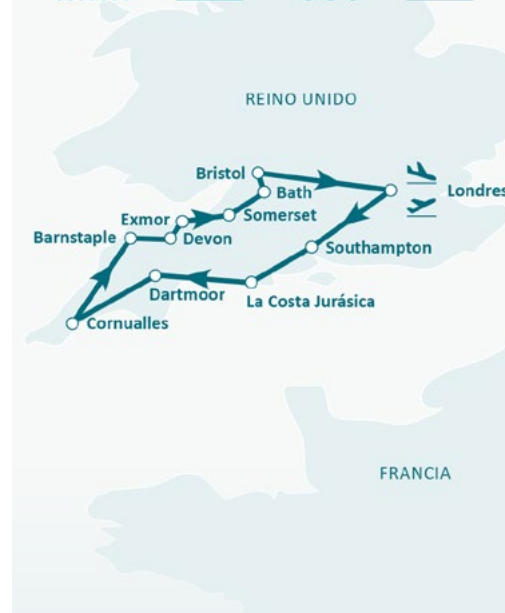 REINO UNIDO
Bristol
Bath
Londres
Exmor
Somerset
Barnstaple
Devon
Southampton
Dartmoor
La Costa Jurásica
Cornualles
FRANCIA